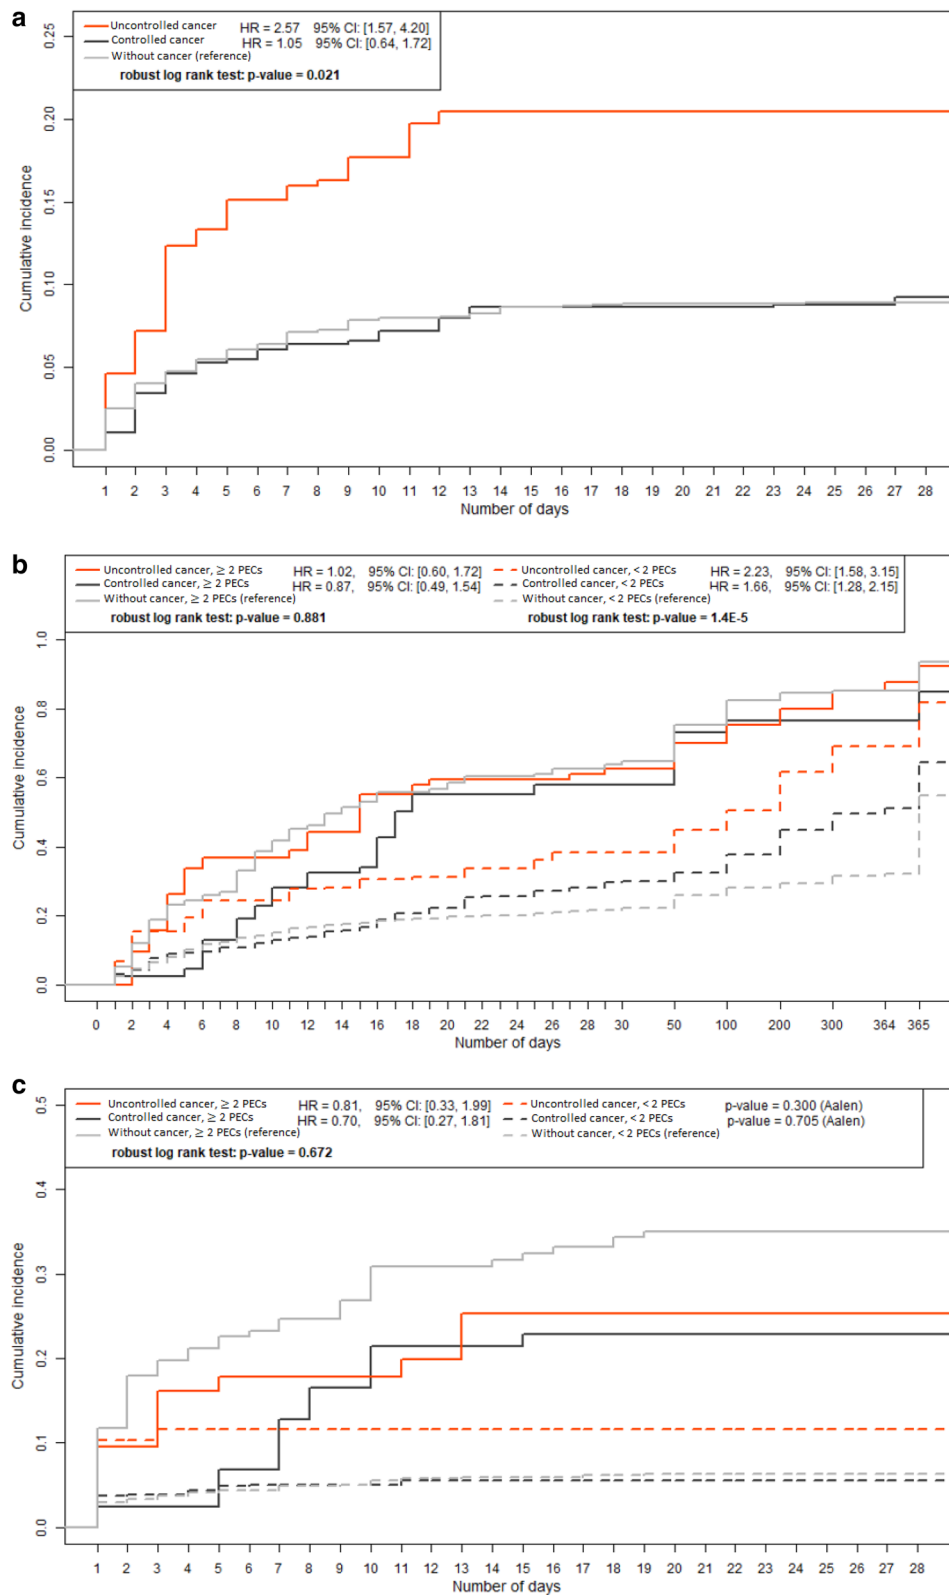 a
Uncontrolled cancer HR = 2.57 95% CI: [1.57, 4.20]
Controlled cancer HR = 1.05 95% CI: [0.64, 1.72]
Without cancer (reference)
robust log rank test: p-value = 0.021
0.25
0.20
0.15
0.10
0.05
0.00
Cumulative incidence
1 2 3 4 5 6 7 8 9 10 11 12 13 14 15 16 17 18 19 20 21 22 23 24 25 26 27 28
Number of days
b
Uncontrolled cancer, ≥ 2 PECs HR = 1.02, 95% CI: [0.60, 1.72] Uncontrolled cancer, < 2 PECs HR = 2.23, 95% CI: [1.58, 3.15]
Controlled cancer, ≥ 2 PECs HR = 0.87, 95% CI: [0.49, 1.54] Controlled cancer, < 2 PECs HR = 1.66, 95% CI: [1.28, 2.15]
Without cancer, ≥ 2 PECs (reference) Without cancer, < 2 PECs (reference)
robust log rank test: p-value = 0.881 robust log rank test: p-value = 1.4E-5
1.0
0.8
0.6
0.4
0.2
0.0
Cumulative incidence
0 2 4 6 8 10 12 14 16 18 20 22 24 26 28 30 50 100 200 300 364 365
Number of days
c
Uncontrolled cancer, ≥ 2 PECs HR = 0.81, 95% CI: [0.33, 1.99] Uncontrolled cancer, < 2 PECs p-value = 0.300 (Aalen)
Controlled cancer, ≥ 2 PECs HR = 0.70, 95% CI: [0.27, 1.81] Controlled cancer, < 2 PECs p-value = 0.705 (Aalen)
Without cancer, ≥ 2 PECs (reference) Without cancer, < 2 PECs (reference)
robust log rank test: p-value = 0.672
0.5
0.4
0.3
0.2
0.1
0.0
Cumulative incidence
1 2 3 4 5 6 7 8 9 10 11 12 13 14 15 16 17 18 19 20 21 22 23 24 25 26 27 28
Number of days